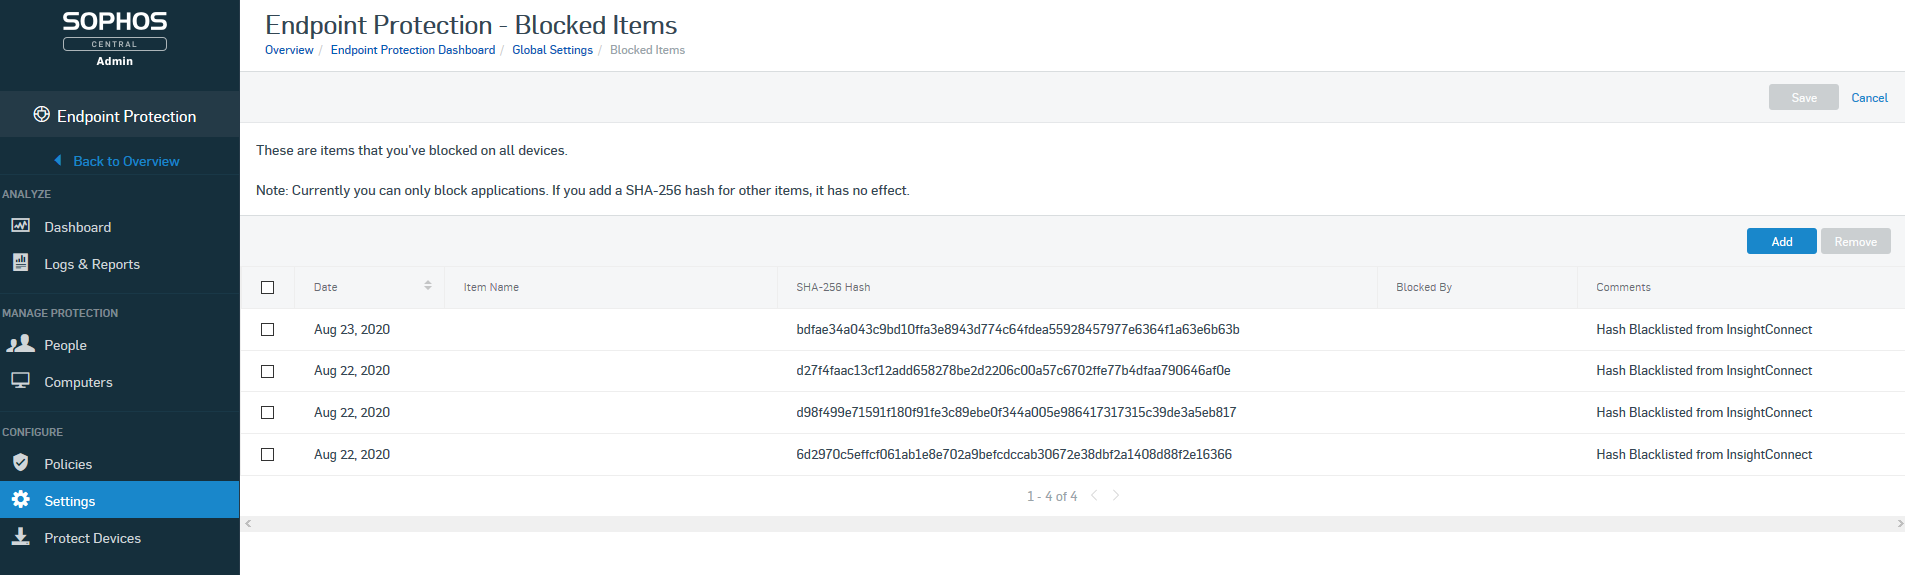 SOPHOS
CENTRAL
Admin
Endpoint Protection
Back to Overview
ANALYZE
Dashboard
Logs & Reports
MANAGE PROTECTION
People
Computers
CONFIGURE
Policies
Settings
Protect Devices
Endpoint Protection - Blocked Items
Overview / Endpoint Protection Dashboard / Global Settings / Blocked Items
Save Cancel
These are items that you've blocked on all devices.
Note: Currently you can only block applications. If you add a SHA-256 hash for other items, it has no effect.
Add Remove
Date Item Name SHA-256 Hash Blocked By Comments
Aug 23, 2020 bdfae34a043c9bd10ffa3e8943d774c64fdea55928457977e6364f1a63e6b63b Hash Blacklisted from InsightConnect
Aug 22, 2020 d27f4faac13cf12add658278be2d2206c00a57c6702ffe77b4dfaa790646af0e Hash Blacklisted from InsightConnect
Aug 22, 2020 d98f499e71591f180f91fe3c89ebe0f344a005e986417317315c39de3a5eb817 Hash Blacklisted from InsightConnect
Aug 22, 2020 6d2970c5effcf061ab1e8e702a9befcdccab30672e38dbf2a1408d88f2e16366 Hash Blacklisted from InsightConnect
1 - 4 of 4